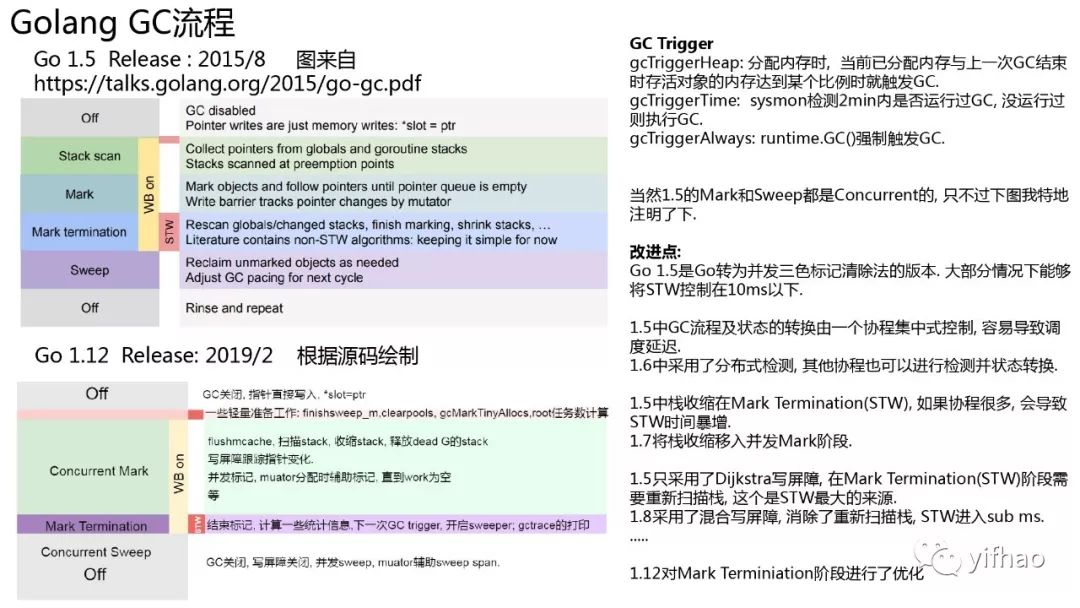 Golang GC流程
Go 1.5 Release : 2015/8 图来自
https://talks.golang.org/2015/go-gc.pdf
Off
GC disabled
Pointer writes are just memory writes: *slot = ptr
Stack scan
Collect pointers from globals and goroutine stacks
Stacks scanned at preemption points
Mark
WB on
Mark objects and follow pointers until pointer queue is empty
Write barrier tracks pointer changes by mutator
Mark termination
STW
Rescan globals/changed stacks, finish marking, shrink stacks, …
Literature contains non-STW algorithms: keeping it simple for now
Sweep
Reclaim unmarked objects as needed
Adjust GC pacing for next cycle
Off
Rinse and repeat
Go 1.12 Release: 2019/2 根据源码绘制
Off
GC关闭, 指针直接写入, *slot=ptr
一些轻量准备工作: finishsweep_m,clearpools, gcMarkTinyAllocs,root任务数计算
Concurrent Mark
WB on
flushmcache, 扫描stack, 收缩stack, 释放dead G的stack
写屏障跟综指针变化.
并发标记, muator分配时辅助标记. 直到work为空
等
Mark Termination
STW
结束标记, 计算一些统计信息,下一次GC trigger, 开启sweeper; gctrace的打印
Concurrent Sweep
Off
GC关闭, 写屏障关闭, 并发sweep, muator辅助sweep span.
GC Trigger
gcTriggerHeap: 分配内存时, 当前已分配内存与上一次GC结束
时存活对象的内存达到某个比例时就触发GC.
gcTriggerTime: sysmon检测2min内是否运行过GC, 没运行过
则执行GC.
gcTriggerAlways: runtime.GC()强制触发GC.
当然1.5的Mark和Sweep都是Concurrent的, 只不过下图我特地
注明了下.
改进点:
Go 1.5是Go转为并发三色标记清除法的版本. 大部分情况下能够
将STW控制在10ms以下.
1.5中GC流程及状态的转换由一个协程集中式控制, 容易导致调
度延迟.
1.6中采用了分布式检测, 其他协程也可以进行检测并状态转换.
1.5中栈收缩在Mark Termination(STW), 如果协程很多, 会导致
STW时间暴增.
1.7将栈收缩移入并发Mark阶段.
1.5只采用了Dijkstra写屏障, 在Mark Termination(STW)阶段需
要重新扫描栈, 这个是STW最大的来源.
1.8采用了混合写屏障, 消除了重新扫描栈, STW进入sub ms.
.....
1.12对Mark Terminiation阶段进行了优化
yifhao